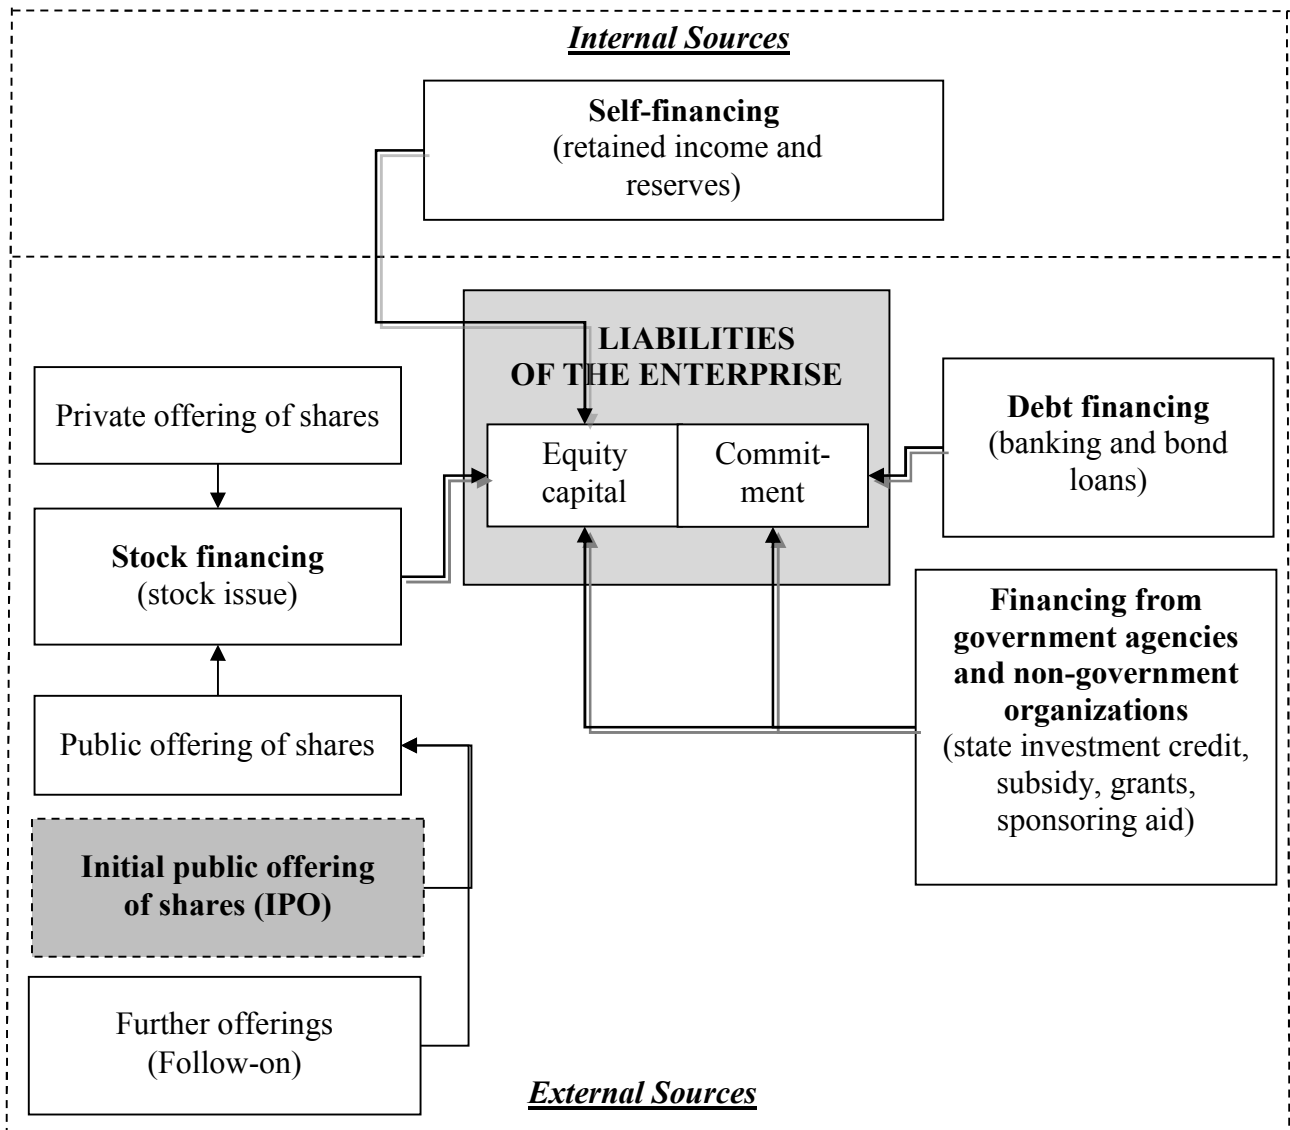 Internal Sources
Self-financing
(retained income and
reserves)
LIABILITIES
OF THE ENTERPRISE
Equity
capital
Commit-
ment
Private offering of shares
Stock financing
(stock issue)
Public offering of shares
Initial public offering
of shares (IPO)
Further offerings
(Follow-on)
Debt financing
(banking and bond
loans)
Financing from
government agencies
and non-government
organizations
(state investment credit,
subsidy, grants,
sponsoring aid)
External Sources